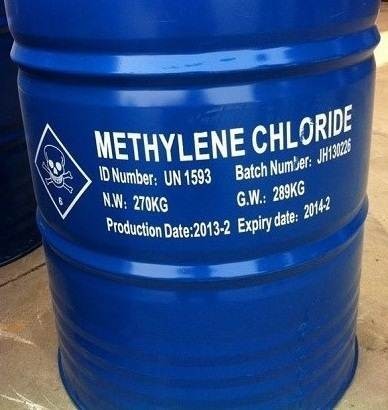 METHYLENE CHLORIDE
ID Number: UN 1593 Batch Number: JH130226
N.W: 270KG G.W.: 289KG
Production Date:2013-2 Expiry date: 2014-2
6